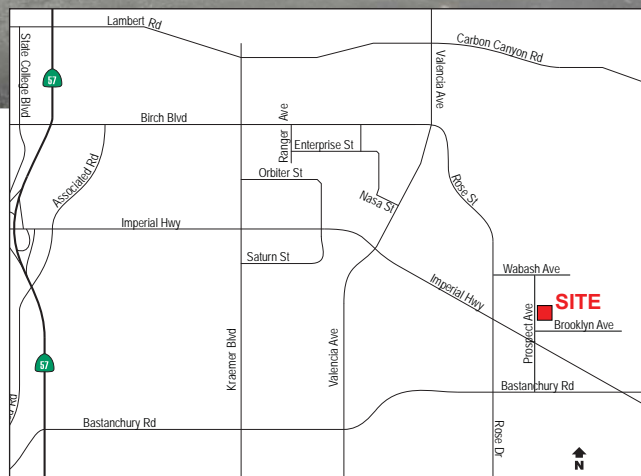 Lambert Rd
Carbon Canyon Rd
State College Blvd
57
Valencia Ave
Birch Blvd
Ranger Ave
Enterprise St
Associated Rd
Orbiter St
Nasa St
Rose St
Imperial Hwy
Saturn St
Wabash Ave
Imperial Hwy
SITE
Prospect Ave
Brooklyn Ave
Kraemer Blvd
Valencia Ave
57
Bastanchury Rd
Bastanchury Rd
Rose Dr
N